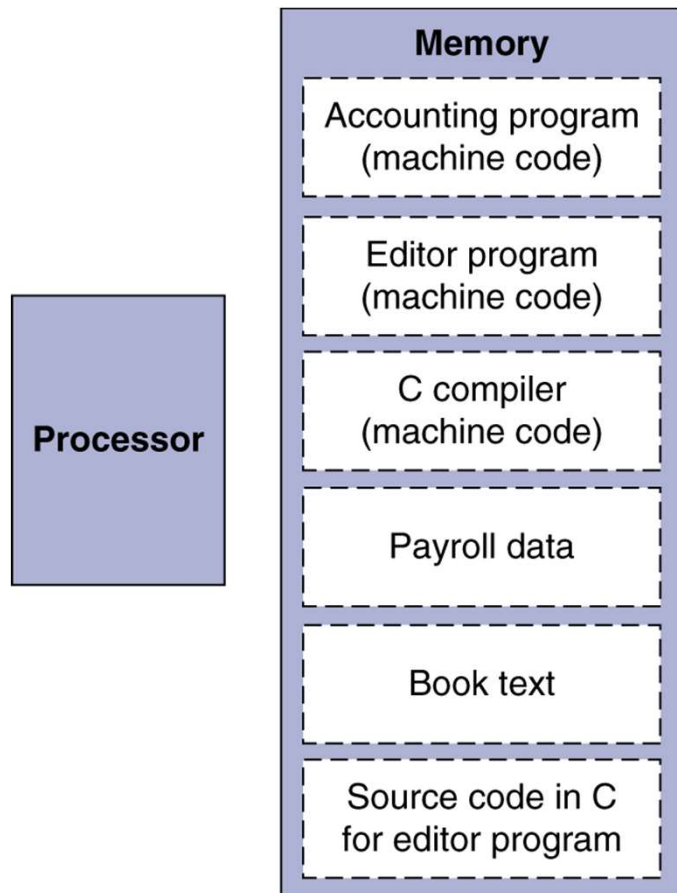 Memory
Accounting program
(machine code)
Editor program
(machine code)
Processor
C compiler
(machine code)
Payroll data
Book text
Source code in C
for editor program